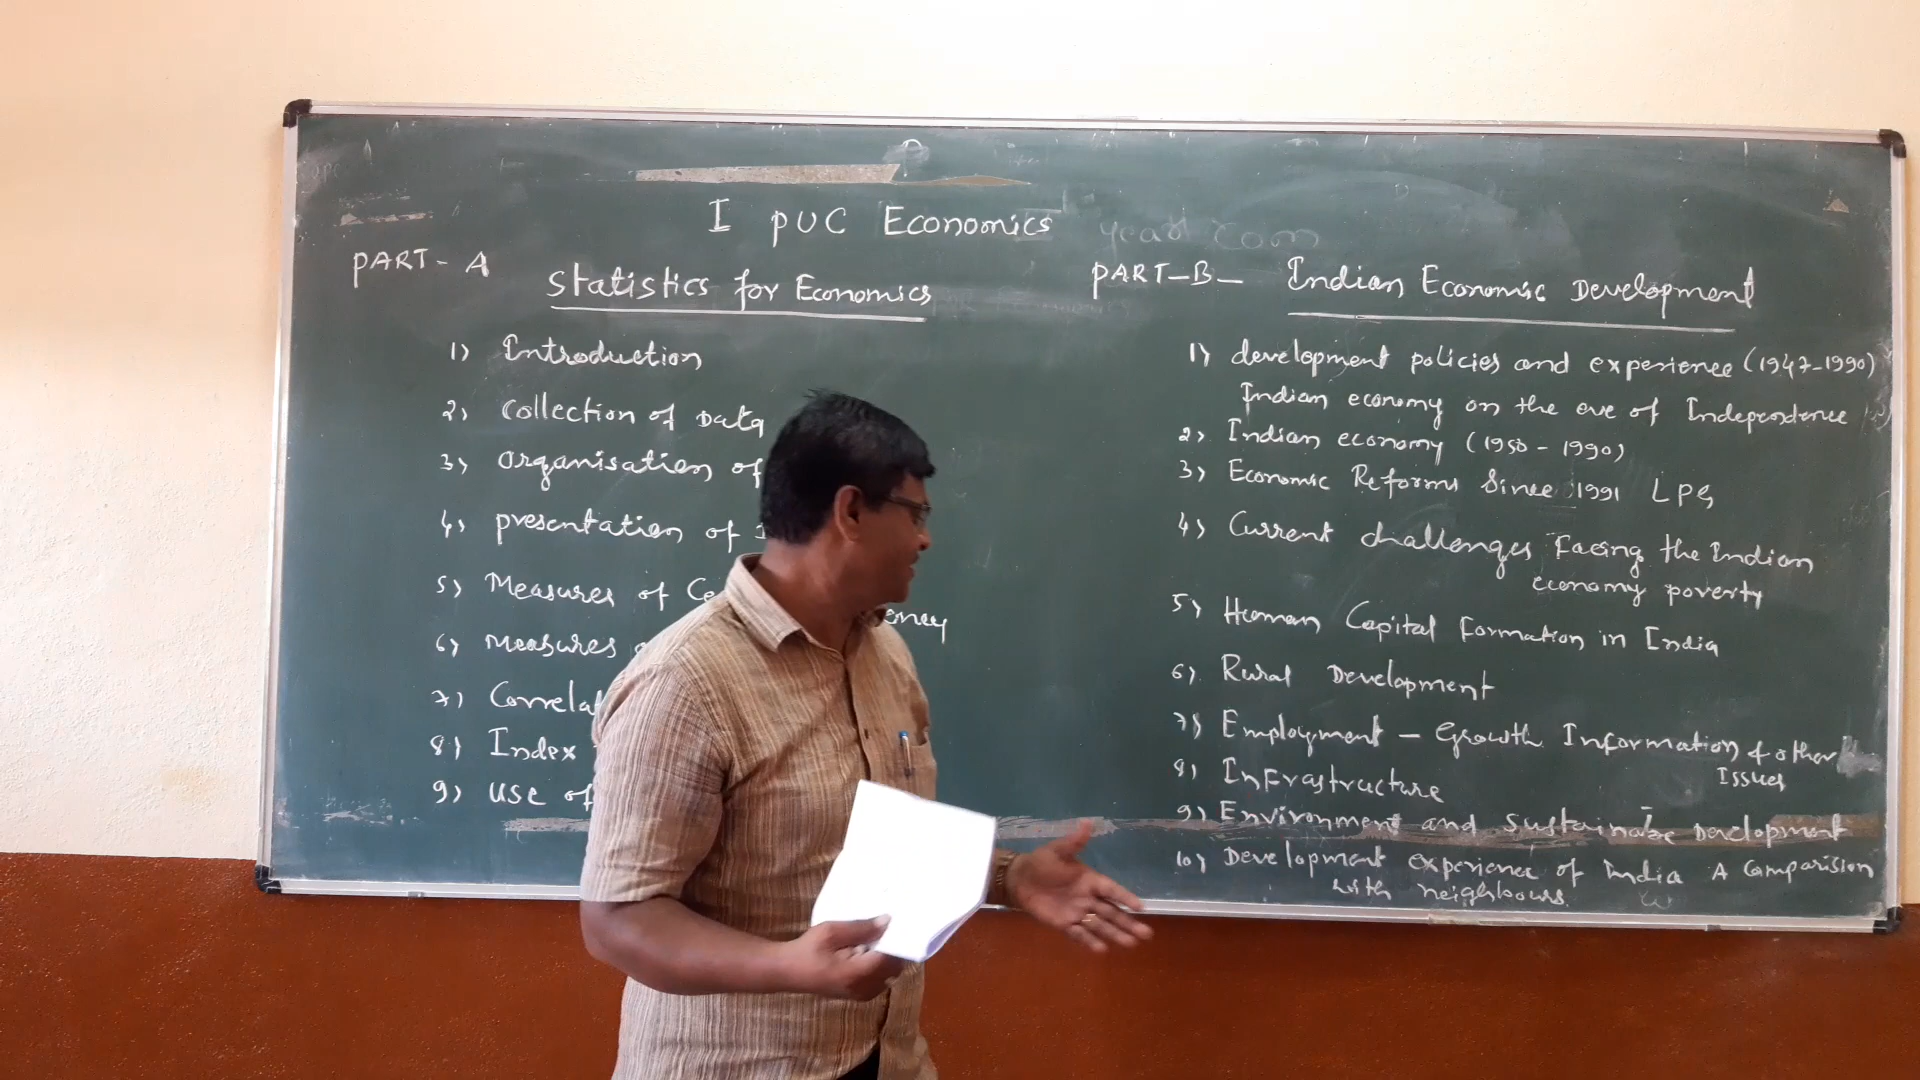 I PUC Economics
year Com
PART - A
Statistics for Economics
1) Introduction
2) Collection of Data
3) Organisation of
4) presentation of
5) Measures of Ce ency
6) Measures
7) Correla
8) Index
9) Use of
PART-B- Indian Economic Development
1) development policies and experience (1947-1990)
Indian economy on the eve of Independence
2) Indian economy (1950 - 1990)
3) Economic Reforms Since 1991 LPG
4) Current challenges Facing the Indian
economy poverty
5) Human Capital Formation in India
6) Rural Development
7) Employment - Growth Information & other
Issues
8) Infrastructure
9) Environment and Development
10) Development experience of India A Comparision
with neighbours.